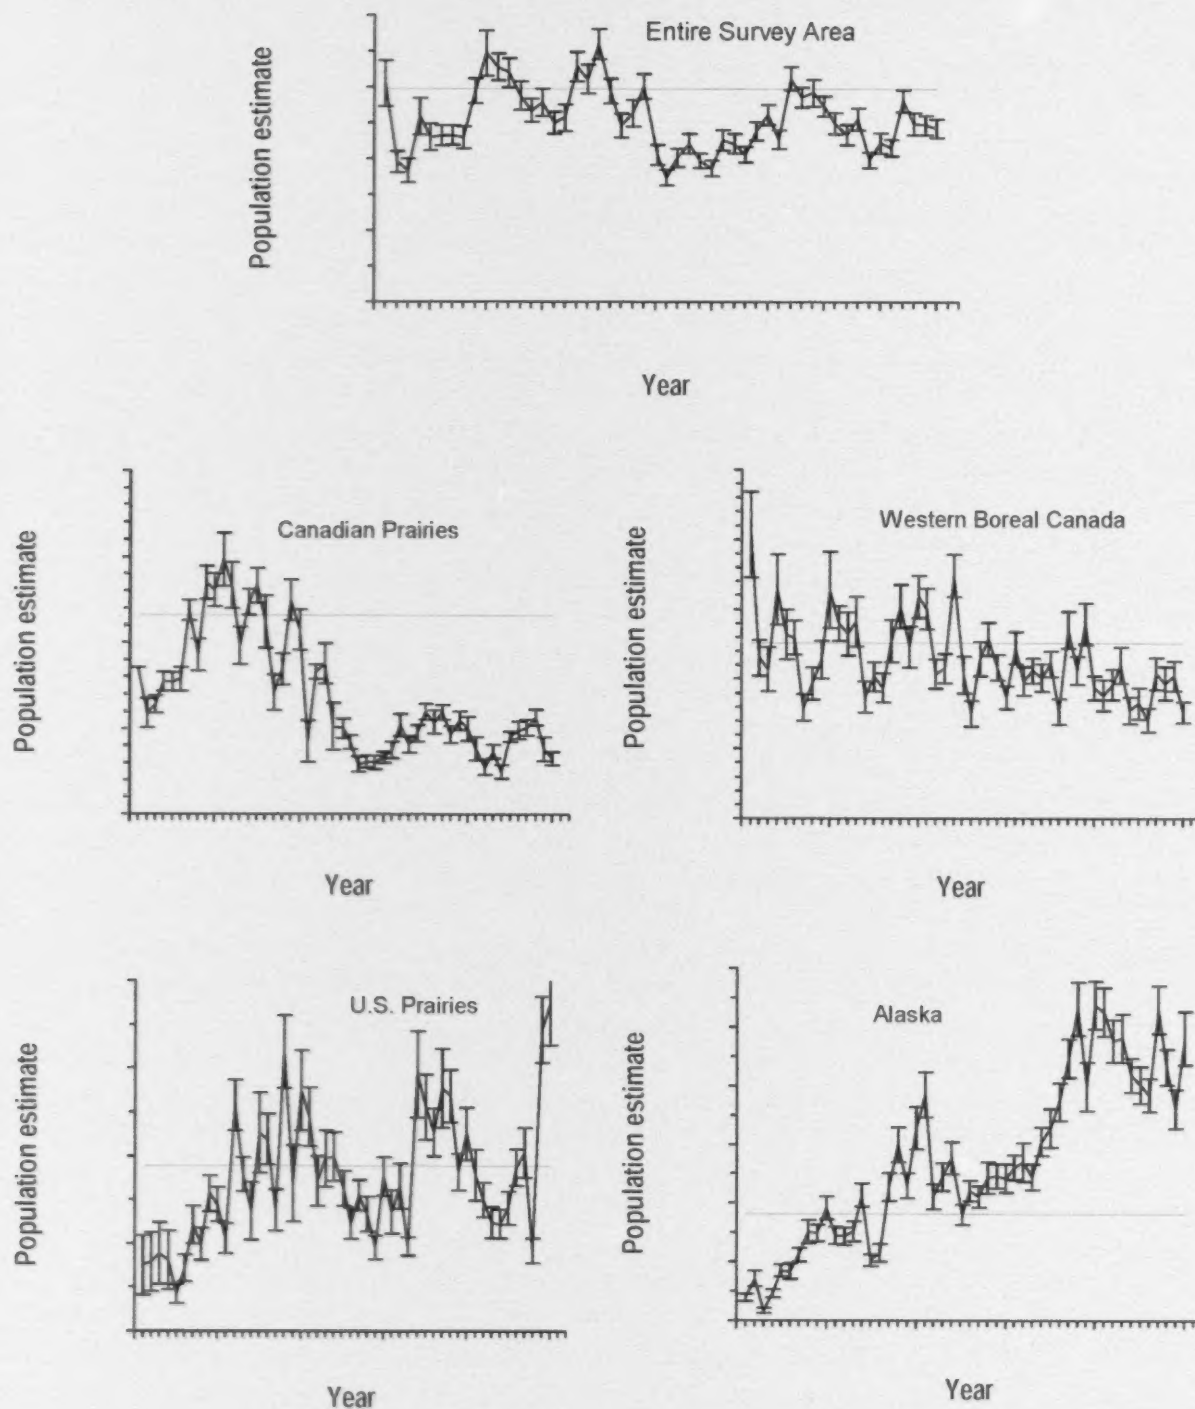 Entire Survey Area
Population estimate
Year
Canadian Prairies
Population estimate
Year
Western Boreal Canada
Population estimate
Year
U.S. Prairies
Population estimate
Year
Alaska
Population estimate
Year